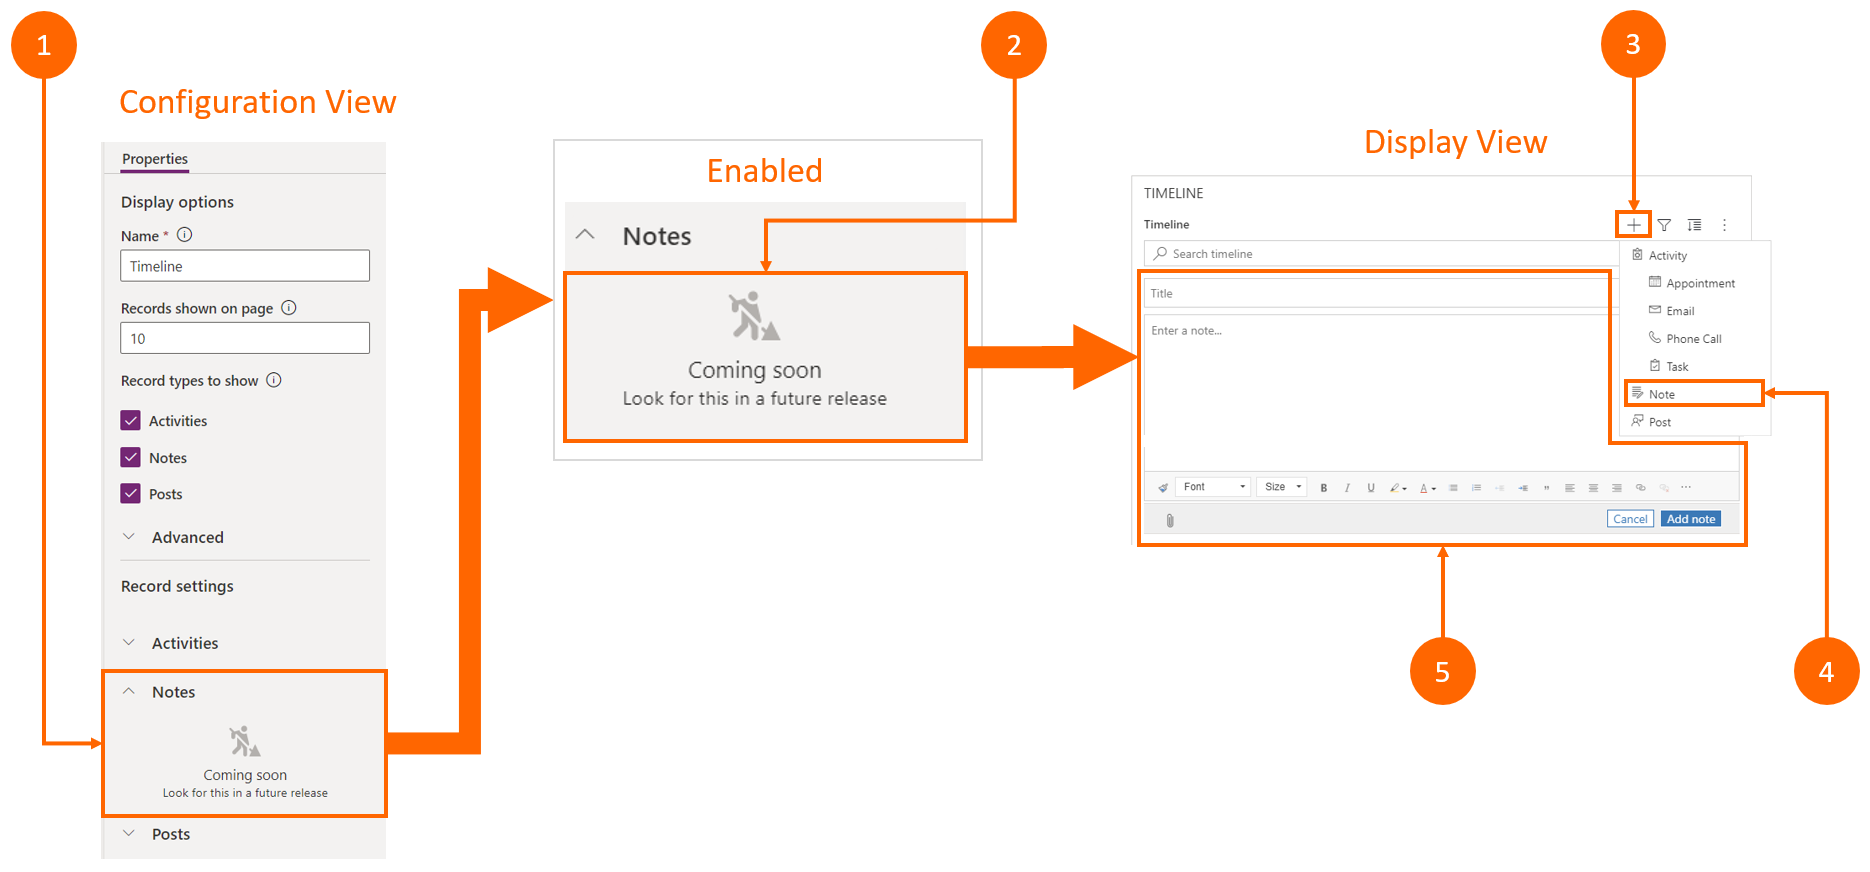 1
2
3
Configuration View
Properties
Display options
Name *
Timeline
Records shown on page
10
Record types to show
Activities
Notes
Posts
Advanced
Record settings
Activities
Notes
Coming soon
Look for this in a future release
Posts
Enabled
Notes
Coming soon
Look for this in a future release
Display View
TIMELINE
Timeline
Search timeline
Title
Enter a note...
Activity
Appointment
Email
Phone Call
Task
Note
Post
Font
Size
B I U A
Cancel Add note
5
4